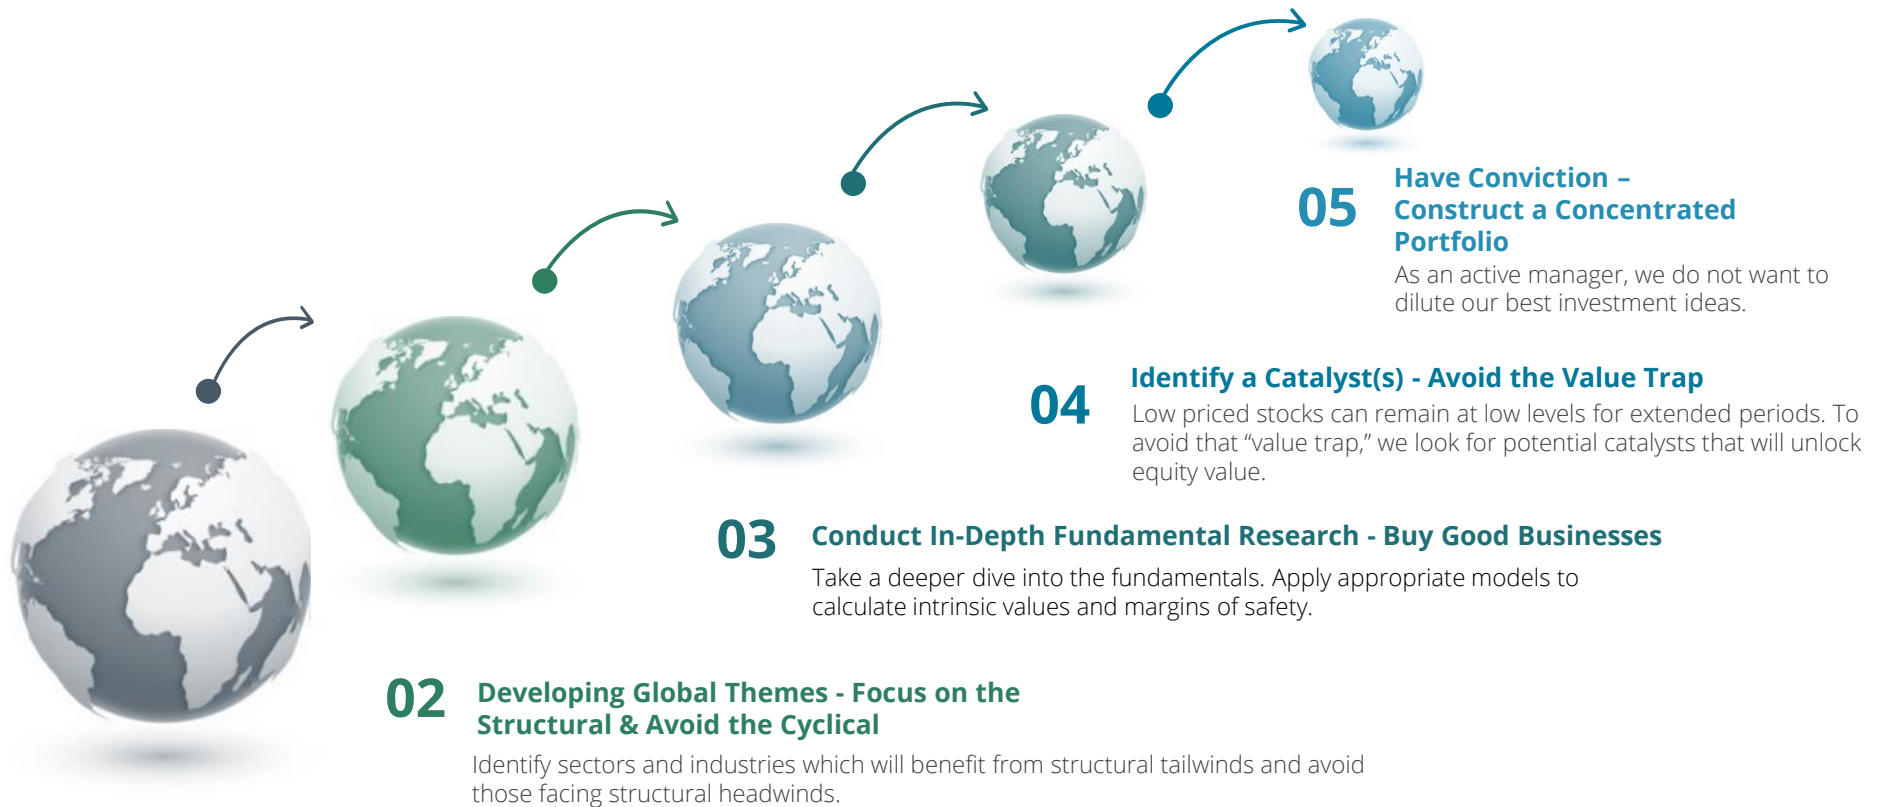 05
Have Conviction –
Construct a Concentrated
Portfolio
As an active manager, we do not want to
dilute our best investment ideas.
04
Identify a Catalyst(s) - Avoid the Value Trap
Low priced stocks can remain at low levels for extended periods. To
avoid that “value trap,” we look for potential catalysts that will unlock
equity value.
03
Conduct In-Depth Fundamental Research - Buy Good Businesses
Take a deeper dive into the fundamentals. Apply appropriate models to
calculate intrinsic values and margins of safety.
02
Developing Global Themes - Focus on the
Structural & Avoid the Cyclical
Identify sectors and industries which will benefit from structural tailwinds and avoid
those facing structural headwinds.